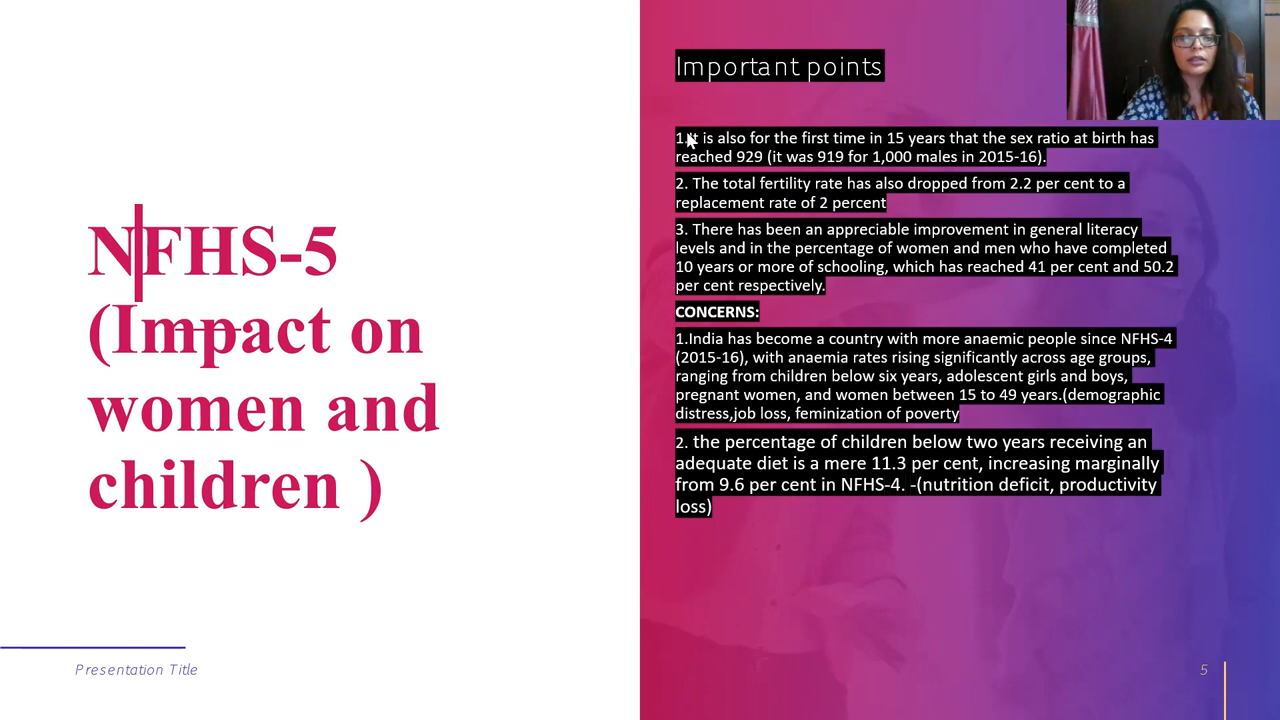 NFHS-5
(Impact on
women and
children )
Important points
1.It is also for the first time in 15 years that the sex ratio at birth has
reached 929 (it was 919 for 1,000 males in 2015-16).
2. The total fertility rate has also dropped from 2.2 per cent to a
replacement rate of 2 percent
3. There has been an appreciable improvement in general literacy
levels and in the percentage of women and men who have completed
10 years or more of schooling, which has reached 41 per cent and 50.2
per cent respectively.
CONCERNS:
1.India has become a country with more anaemic people since NFHS-4
(2015-16), with anaemia rates rising significantly across age groups,
ranging from children below six years, adolescent girls and boys,
pregnant women, and women between 15 to 49 years.(demographic
distress,job loss, feminization of poverty
2. the percentage of children below two years receiving an
adequate diet is a mere 11.3 per cent, increasing marginally
from 9.6 per cent in NFHS-4. -(nutrition deficit, productivity
loss)
Presentation Title
5